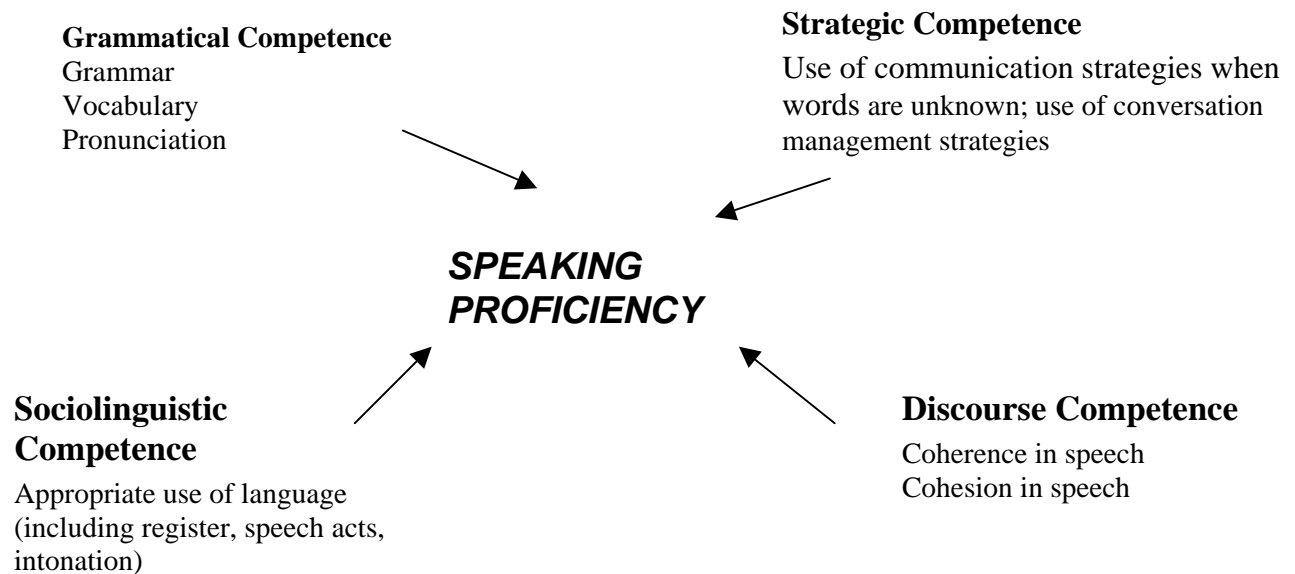 Grammatical Competence
Grammar
Vocabulary
Pronunciation
Strategic Competence
Use of communication strategies when
words are unknown; use of conversation
management strategies
SPEAKING
PROFICIENCY
Sociolinguistic
Competence
Appropriate use of language
(including register, speech acts,
intonation)
Discourse Competence
Coherence in speech
Cohesion in speech